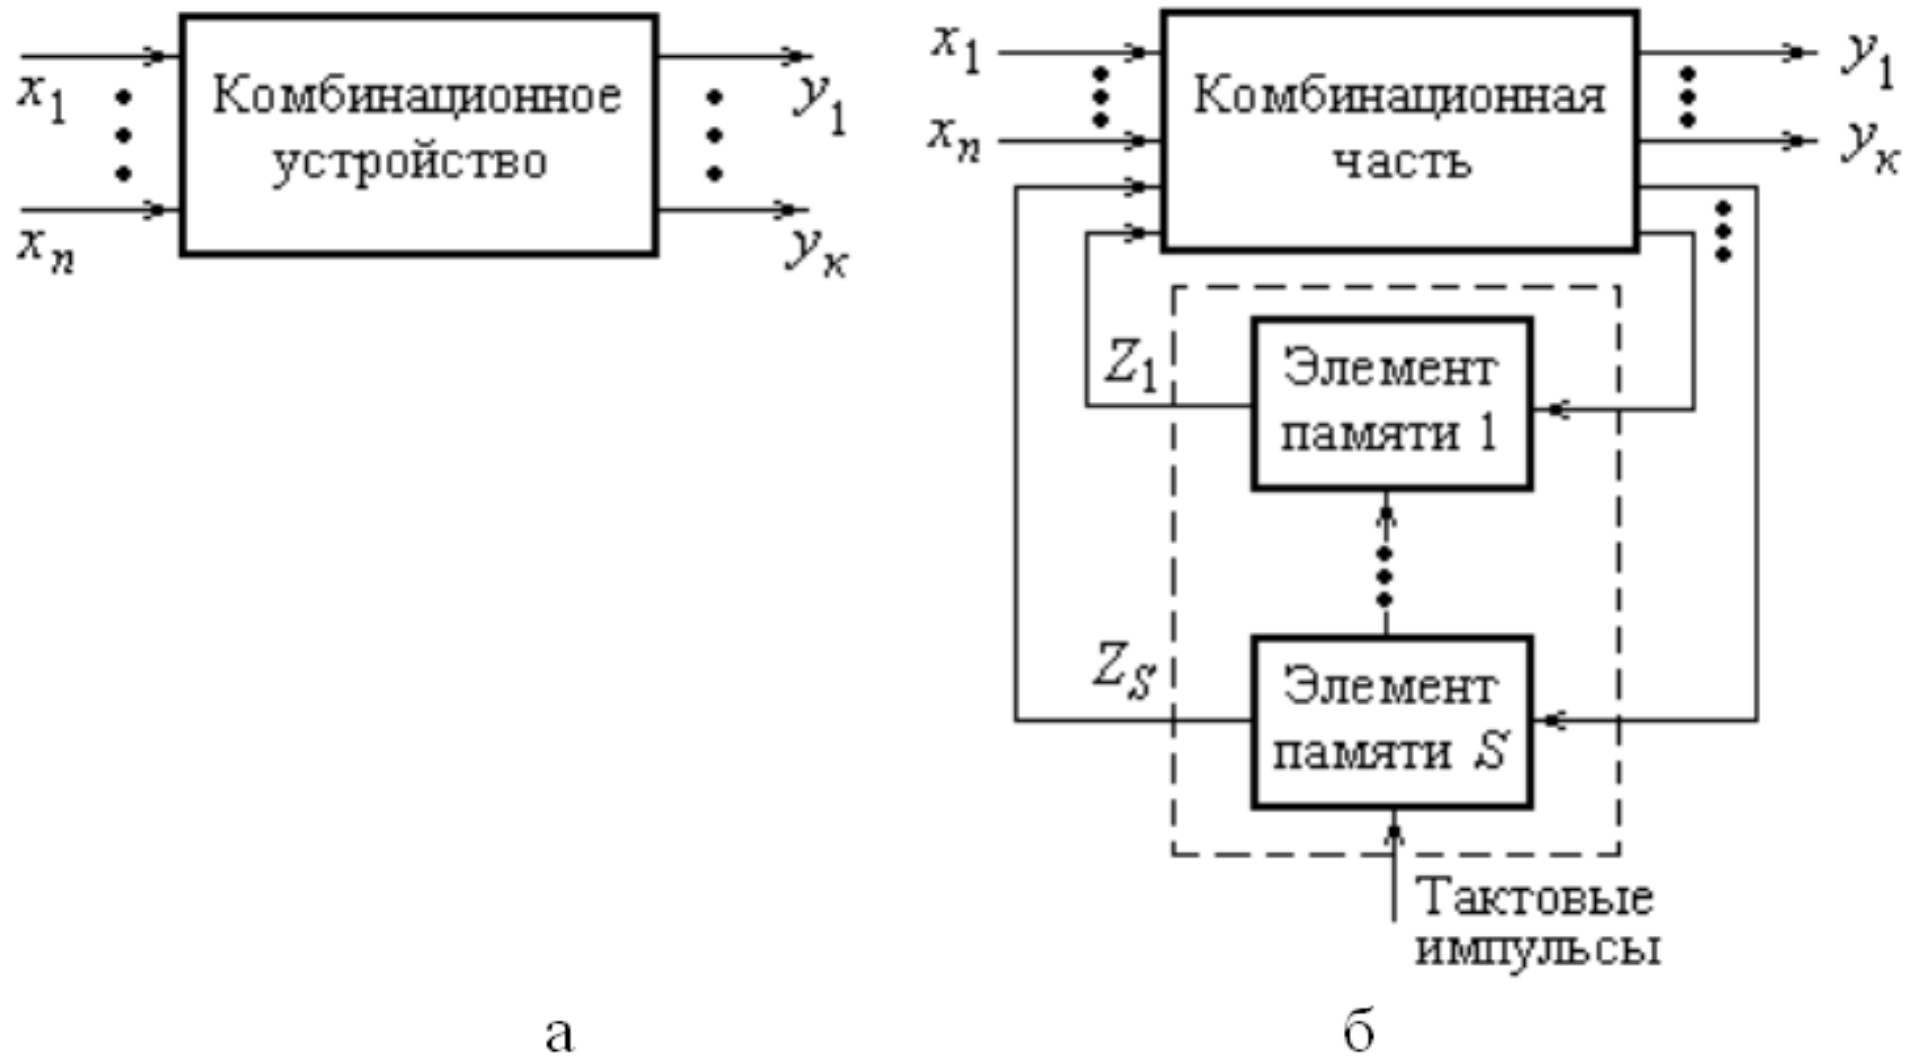 x1
xn
Комбинационное
устройство
y1
yк
x1
xn
Комбинационная
часть
y1
yк
Z1
Элемент
памяти 1
ZS
Элемент
памяти S
Тактовые
импульсы
а
б